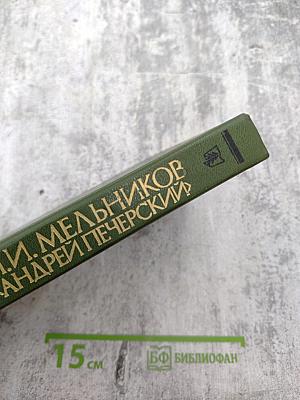 П.И. МЕЛЬНИКОВ
(АНДРЕЙ ПЕЧЕРСКИЙ)
15 СМ
БФ БИБЛИОФАН